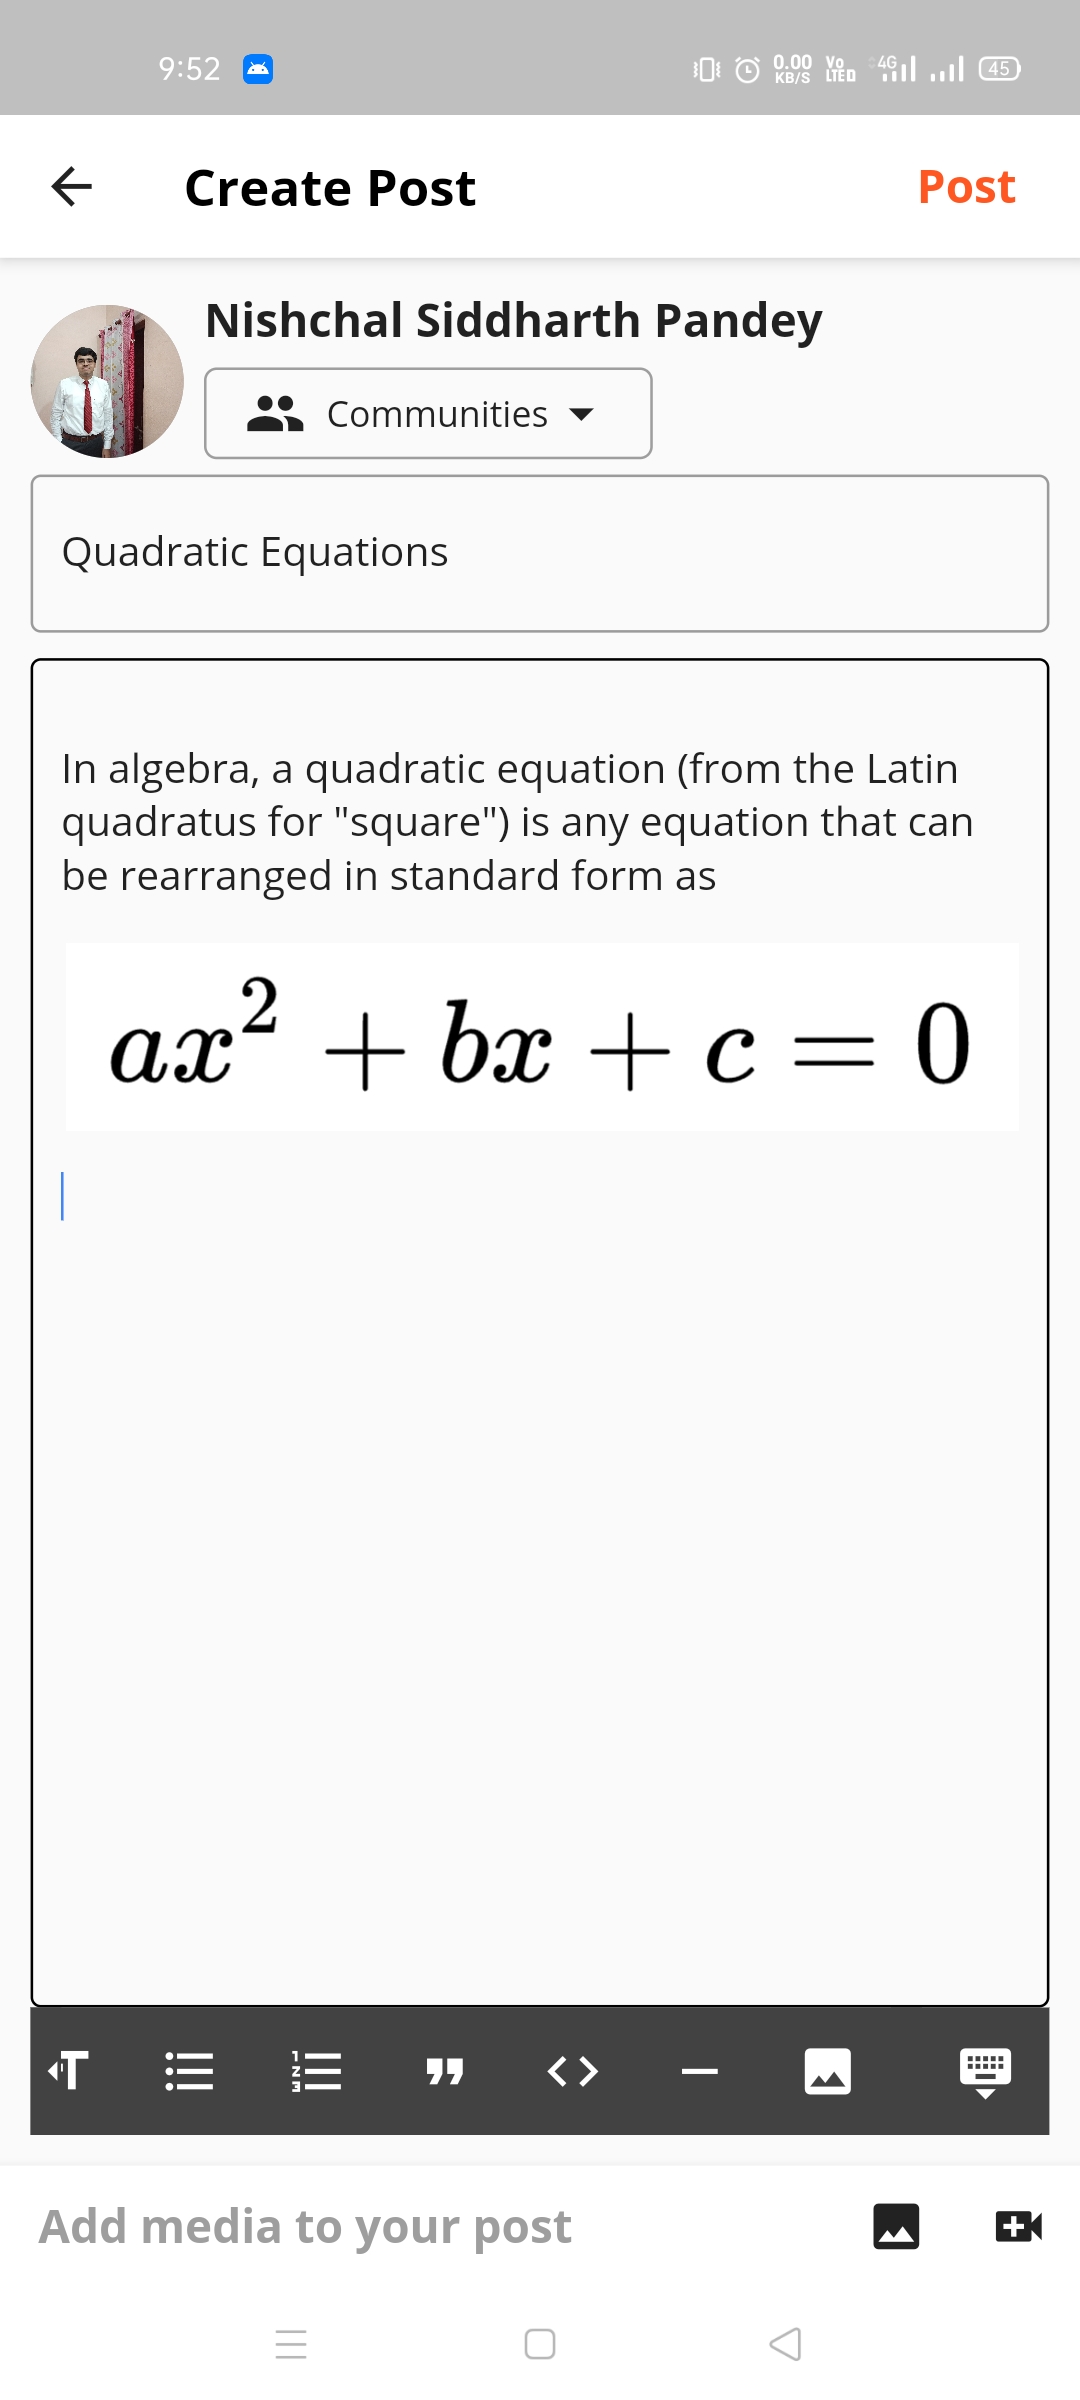 9:52
0.00 KB/S
Vo LTE D
4G
45
Create Post
Post
Nishchal Siddharth Pandey
Communities
Quadratic Equations
In algebra, a quadratic equation (from the Latin
quadratus for "square") is any equation that can
be rearranged in standard form as
ax² + bx + c = 0
Add media to your post